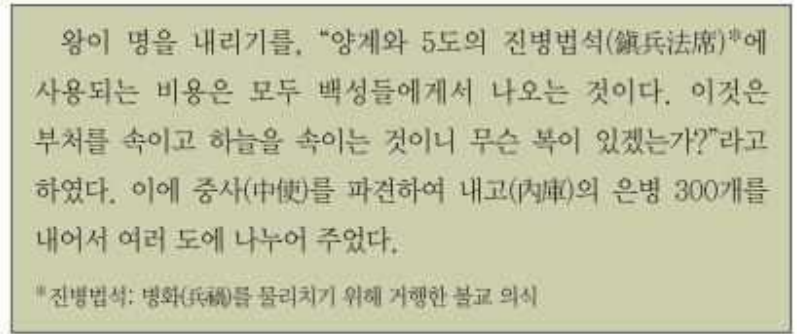 왕이 명을 내리기를, “양계와 5도의 진병법석(鎭兵法席)*에
사용되는 비용은 모두 백성들에게서 나오는 것이다. 이것은
부처를 속이고 하늘을 속이는 것이니 무슨 복이 있겠는가?”라고
하였다. 이에 중사(中使)를 파견하여 내고(內庫)의 은병 300개를
내어서 여러 도에 나누어 주었다.
*진병법석: 병화(兵禍)를 물리치기 위해 거행한 불교 의식